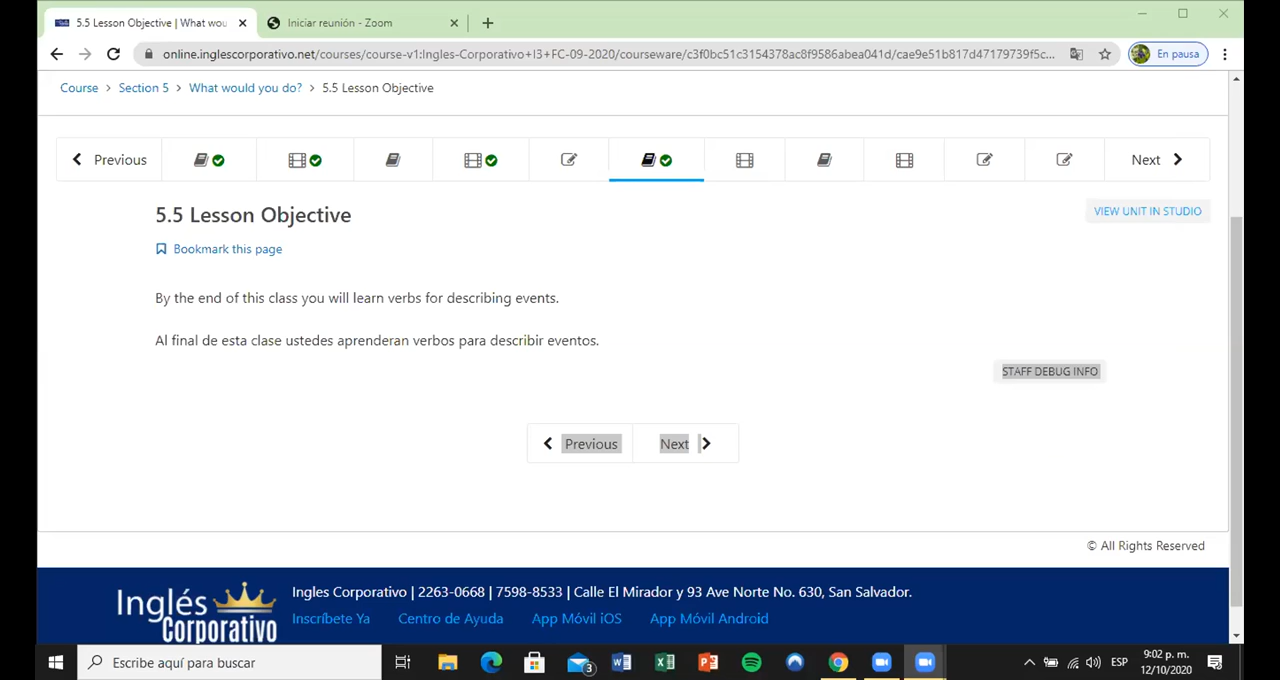 5.5 Lesson Objective | What wou
Iniciar reunión - Zoom
online.inglescorporativo.net/courses/course-v1:Ingles-Corporativo+I3+FC-09-2020/courseware/c3f0bc51c3154378ac8f9586abea041d/cae9e51b817d47179739f5c...
En pausa
Course > Section 5 > What would you do? > 5.5 Lesson Objective
Previous
Next
5.5 Lesson Objective
VIEW UNIT IN STUDIO
Bookmark this page
By the end of this class you will learn verbs for describing events.
Al final de esta clase ustedes aprenderan verbos para describir eventos.
STAFF DEBUG INFO
Previous Next
© All Rights Reserved
Inglés Corporativo
Ingles Corporativo | 2263-0668 | 7598-8533 | Calle El Mirador y 93 Ave Norte No. 630, San Salvador.
Inscríbete Ya Centro de Ayuda App Móvil iOS App Móvil Android
Escribe aquí para buscar
3
ESP
9:02 p. m.
12/10/2020